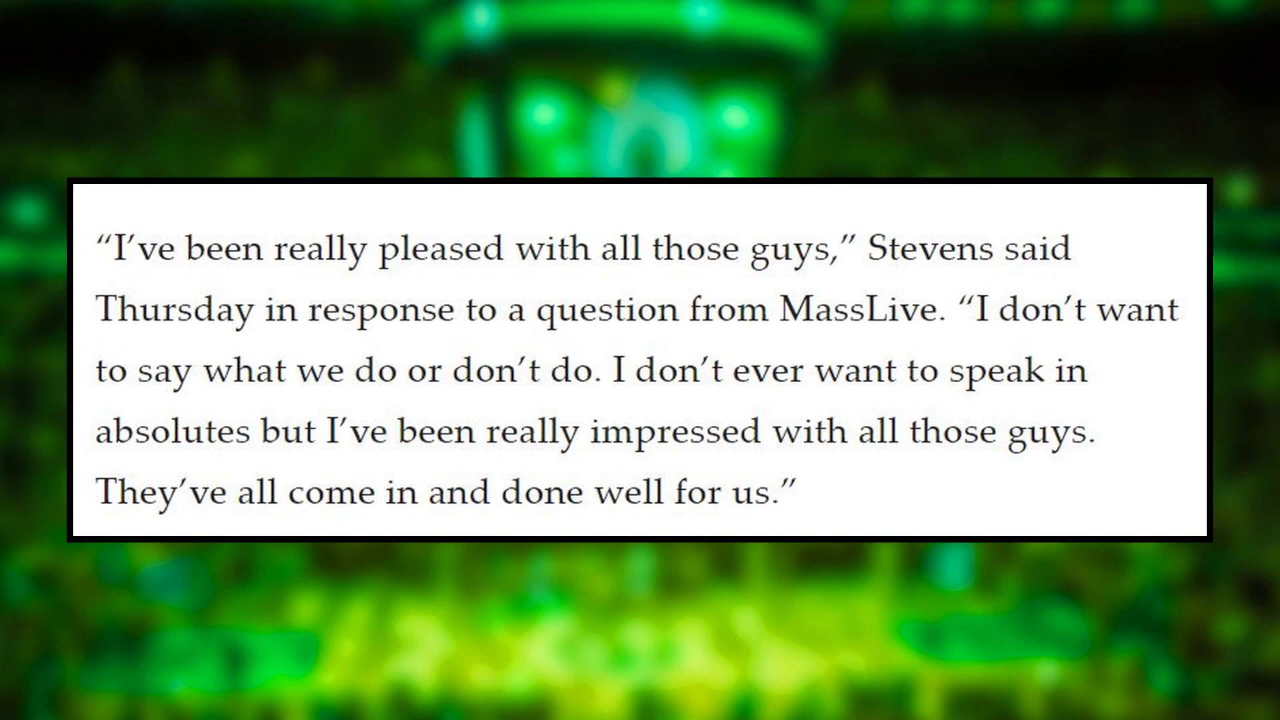 “I’ve been really pleased with all those guys,” Stevens said
Thursday in response to a question from MassLive. “I don’t want
to say what we do or don’t do. I don’t ever want to speak in
absolutes but I’ve been really impressed with all those guys.
They’ve all come in and done well for us.”